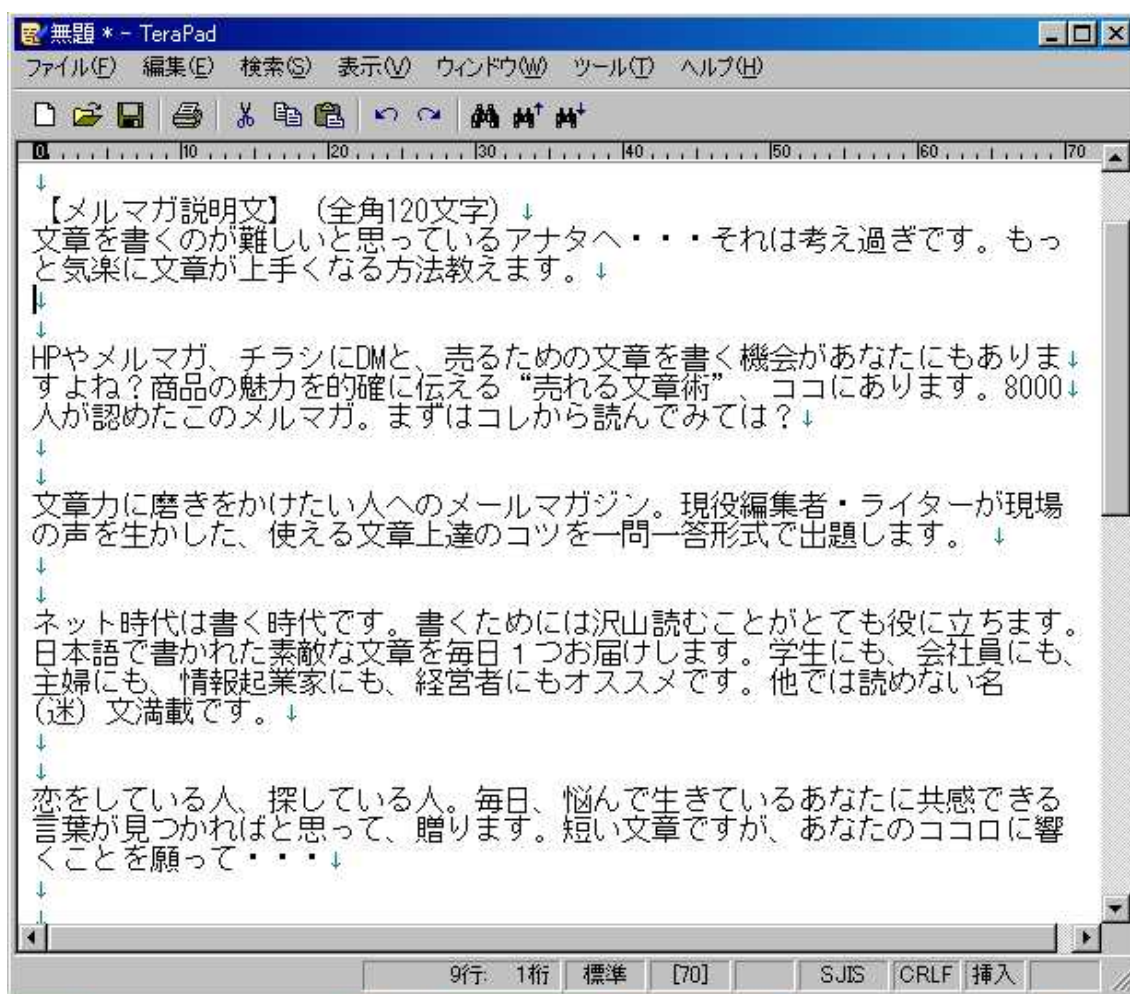 無題 * - TeraPad
ファイル(F) 編集(E) 検索(S) 表示(V) ウィンドウ(W) ツール(T) ヘルプ(H)
0 10 20 30 40 50 60 70
↓
【メルマガ説明文】 (全角120文字)↓
文章を書くのが難しいと思っているアナタへ・・・それは考え過ぎです。もっ
と気楽に文章が上手くなる方法教えます。↓
↓
↓
HPやメルマガ、チラシにDMと、売るための文章を書く機会があなたにもありま↓
すよね?商品の魅力を的確に伝える“売れる文章術”、ココにあります。8000↓
人が認めたこのメルマガ。まずはコレから読んでみては?↓
↓
↓
文章力に磨きをかけたい人へのメールマガジン。現役編集者・ライターが現場
の声を生かした、使える文章上達のコツを一問一答形式で出題します。 ↓
↓
↓
ネット時代は書く時代です。書くためには沢山読むことがとても役に立ちます。
日本語で書かれた素敵な文章を毎日1つお届けします。学生にも、会社員にも、
主婦にも、情報起業家にも、経営者にもオススメです。他では読めない名
(迷)文満載です。↓
↓
↓
恋をしている人、探している人。毎日、悩んで生きているあなたに共感できる
言葉が見つかればと思って、贈ります。短い文章ですが、あなたのココロに響
くことを願って・・・↓
↓
↓
9行: 1桁 標準 [70] SJIS CRLF 挿入